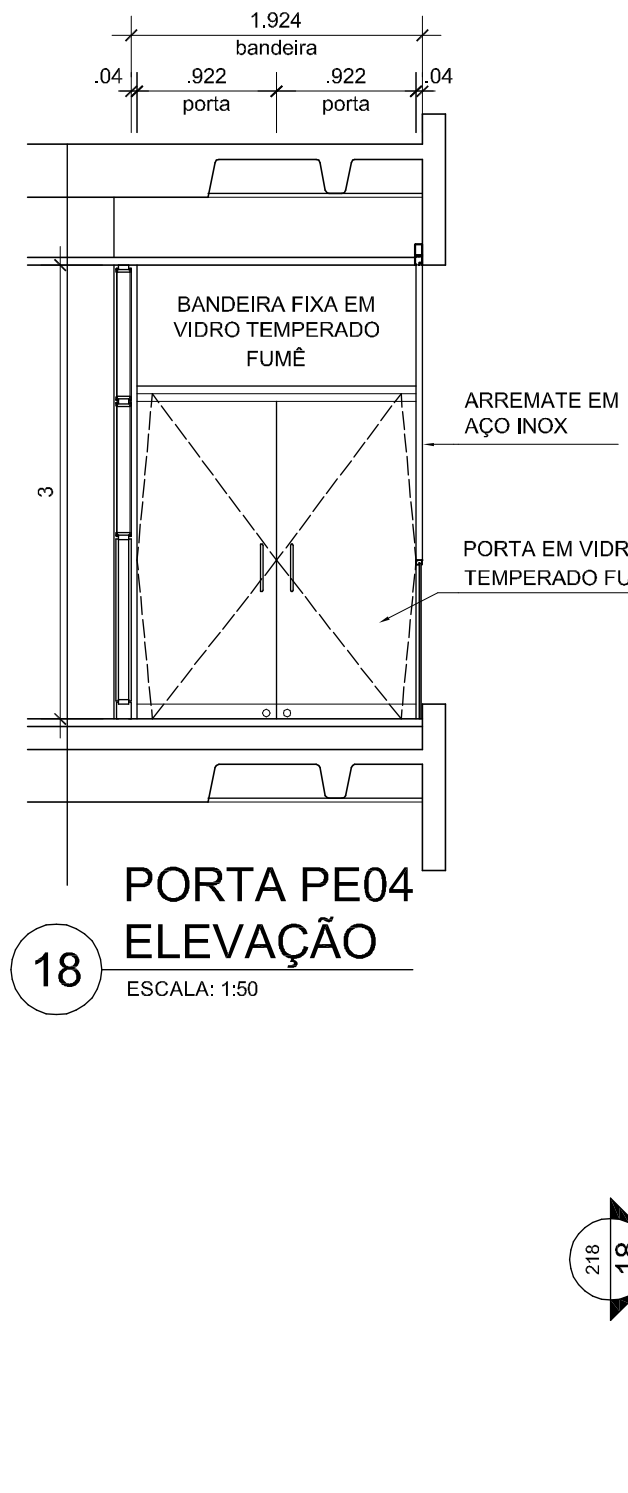 1.924
bandeira
.04 .922 .922 .04
porta porta
BANDEIRA FIXA EM
VIDRO TEMPERADO
FUMÊ
ARREMATE EM
AÇO INOX
3
PORTA EM VIDR
TEMPERADO FU
PORTA PE04
ELEVAÇÃO
18
ESCALA: 1:50
218
18